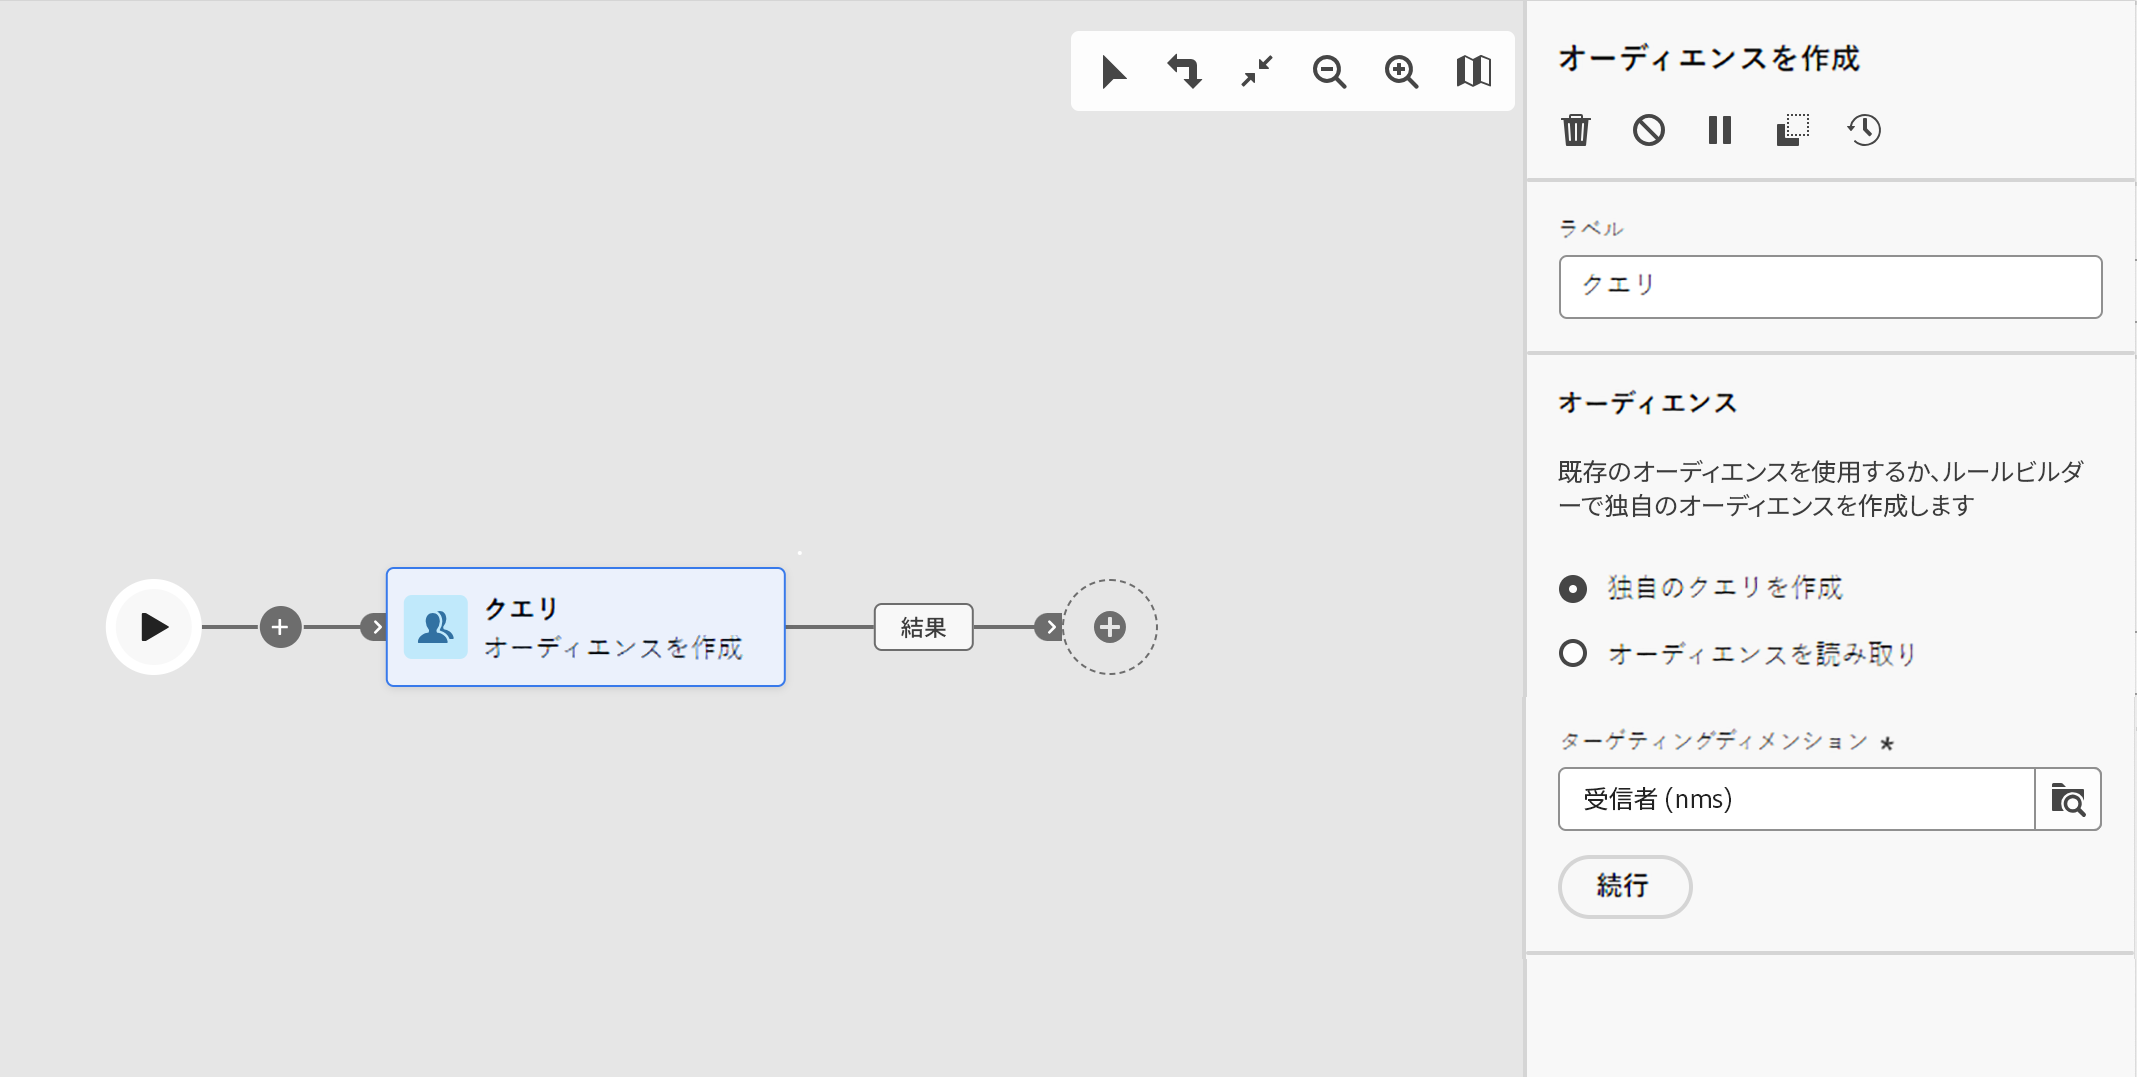 オーディエンスを作成
ラベル
クエリ
オーディエンス
既存のオーディエンスを使用するか、ルールビルダ
ーで独自のオーディエンスを作成します
独自のクエリを作成
オーディエンスを読み取り
ターゲティングディメンション *
受信者 (nms)
続行
クエリ
オーディエンスを作成
結果